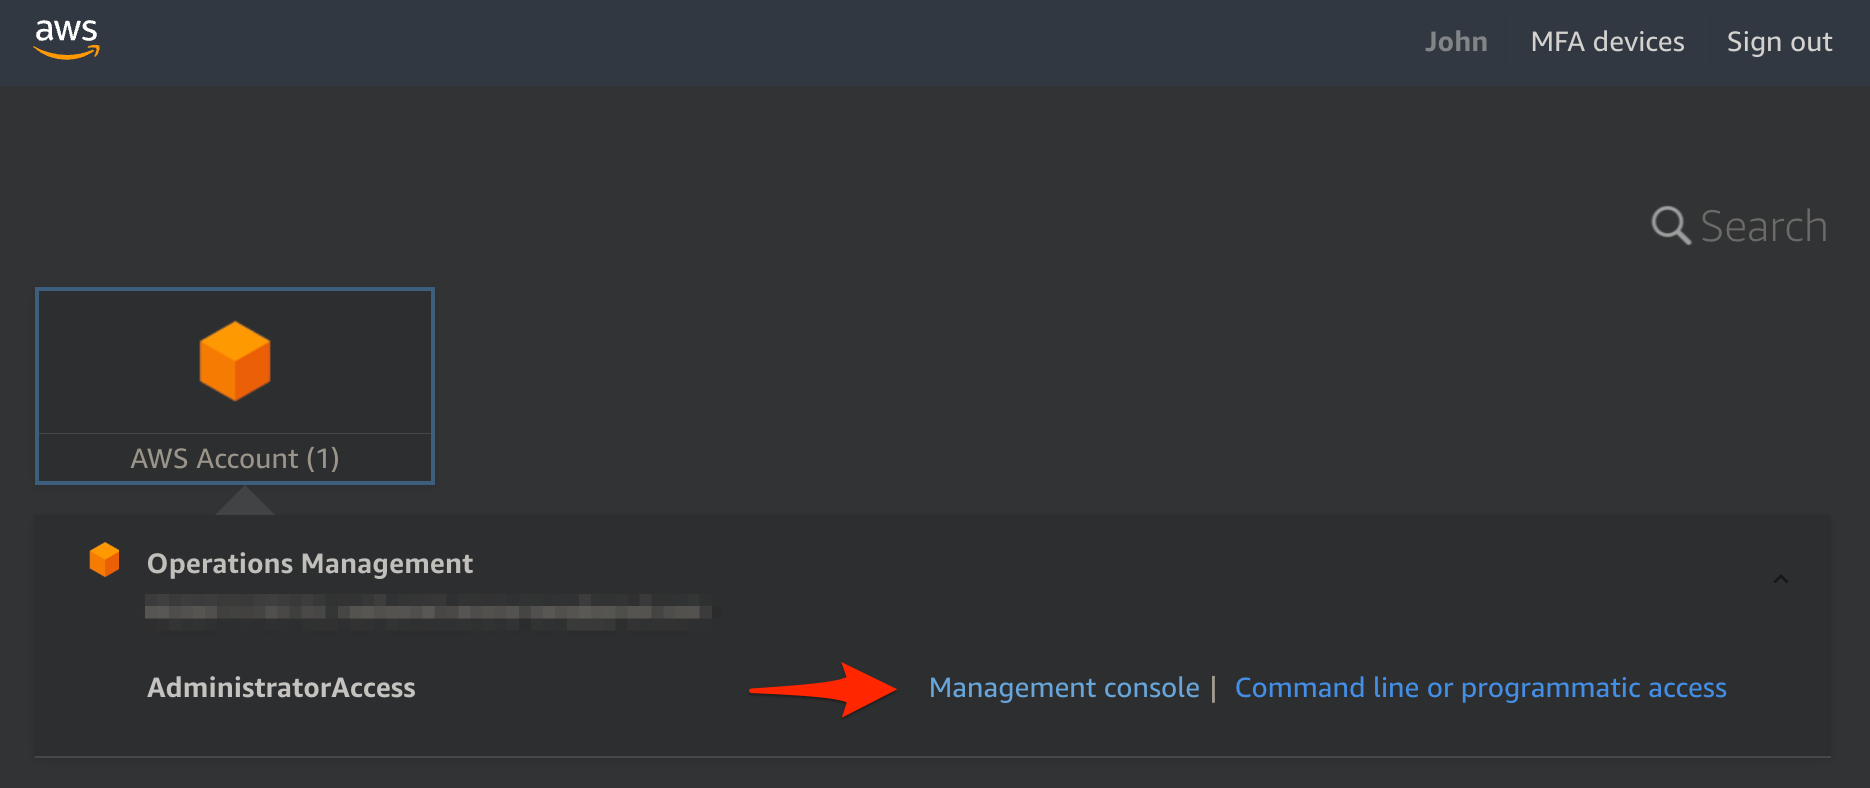 aws
John MFA devices Sign out
Search
AWS Account (1)
Operations Management
AdministratorAccess
Management console | Command line or programmatic access